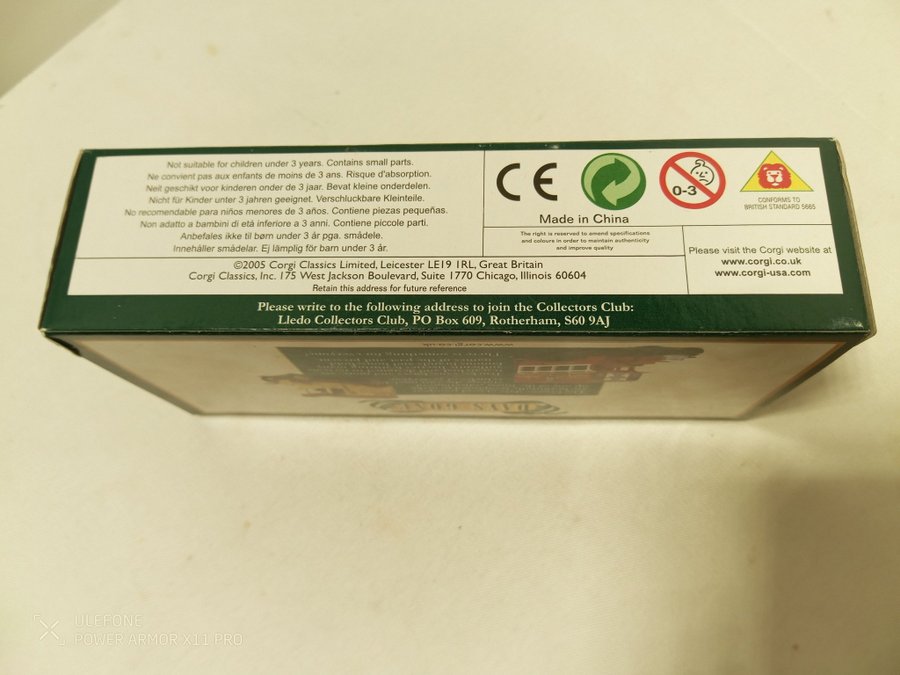 Not suitable for children under 3 years. Contains small parts.
Ne convient pas aux enfants de moins de 3 ans. Risque d'absorption.
Neil geschikt voor kinderen onder de 3 jaar. Bevat kleine onderdelen.
Nicht für Kinder unter 3 jahren geeignet. Verschluckbare Kleinteile.
No recomendable para niños menores de 3 años. Contiene piezas pequeñas.
Non adatto a bambini di età inferiore a 3 anni. Contiene piccole parti.
Anbefales ikke til børn under 3 år pga. smådele.
Innehåller smådelar. Ej lämplig för barn under 3 år.
CE
0-3
CONFORMS TO
BRITISH STANDARD 5665
Made in China
The right is reserved to amend specifications
and colours in order to maintain authenticity
and improve quality
Please visit the Corgi website at
www.corgi.co.uk
www.corgi-usa.com
©2005 Corgi Classics Limited, Leicester LE19 1RL, Great Britain
Corgi Classics, Inc. 175 West Jackson Boulevard, Suite 1770 Chicago, Illinois 60604
Retain this address for future reference
Please write to the following address to join the Collectors Club:
Lledo Collectors Club, PO Box 609, Rotherham, S60 9AJ
www.corgi.co.uk
ULEFONE
POWER ARMOR X11 PRO